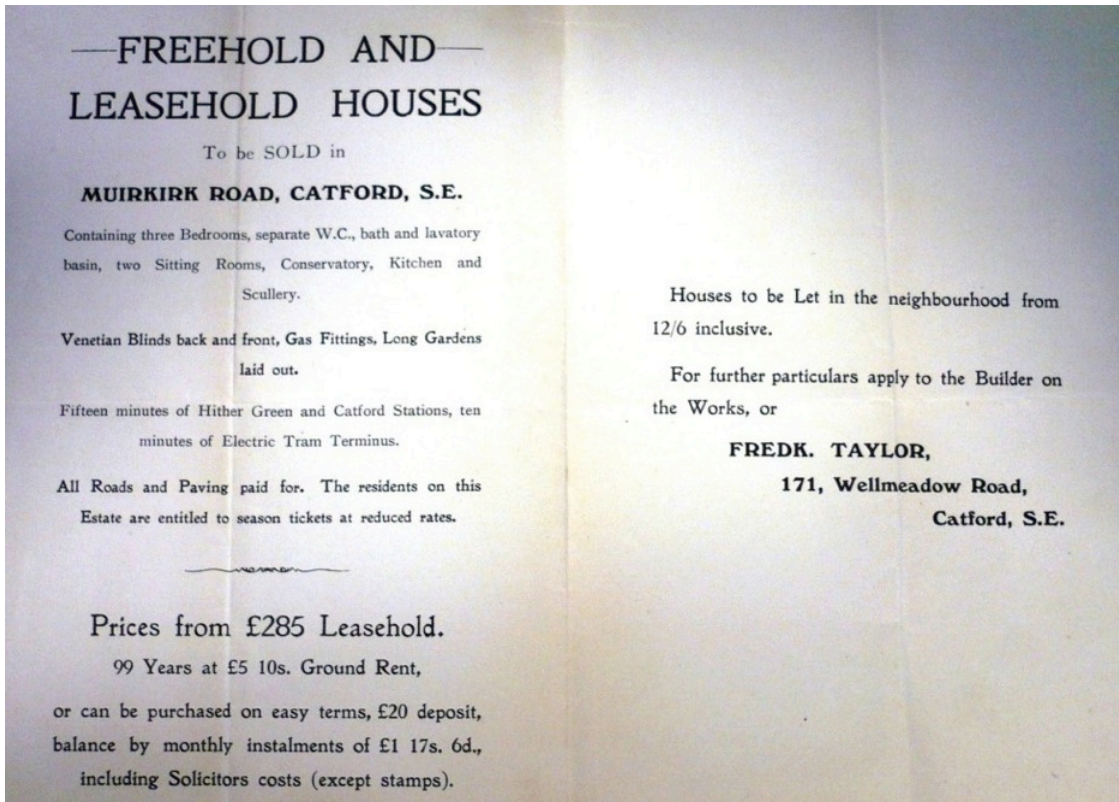 FREEHOLD AND
LEASEHOLD HOUSES
To be SOLD in
MUIRKIRK ROAD, CATFORD, S.E.
Containing three Bedrooms, separate W.C., bath and lavatory
basin, two Sitting Rooms, Conservatory, Kitchen and
Scullery.
Venetian Blinds back and front, Gas Fittings, Long Gardens
laid out.
Fifteen minutes of Hither Green and Catford Stations, ten
minutes of Electric Tram Terminus.
All Roads and Paving paid for. The residents on this
Estate are entitled to season tickets at reduced rates.
Prices from £285 Leasehold.
99 Years at £5 10s. Ground Rent,
or can be purchased on easy terms, £20 deposit,
balance by monthly instalments of £1 17s. 6d.,
including Solicitors costs (except stamps).
Houses to be Let in the neighbourhood from
12/6 inclusive.
For further particulars apply to the Builder on
the Works, or
FREDK. TAYLOR,
171, Wellmeadow Road,
Catford, S.E.